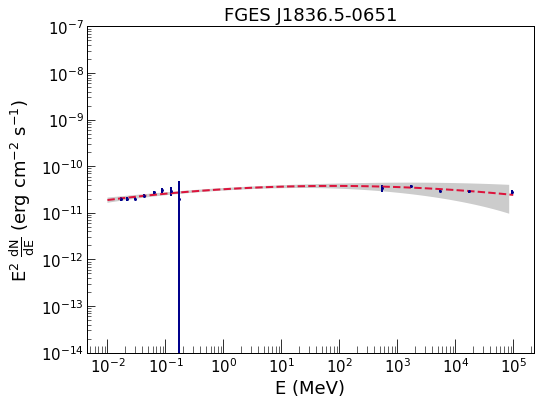 FGES J1836.5-0651
E² dN/dE (erg cm⁻² s⁻¹)
10⁻⁷
10⁻⁸
10⁻⁹
10⁻¹⁰
10⁻¹¹
10⁻¹²
10⁻¹³
10⁻¹⁴
10⁻² 10⁻¹ 10⁰ 10¹ 10² 10³ 10⁴ 10⁵
E (MeV)